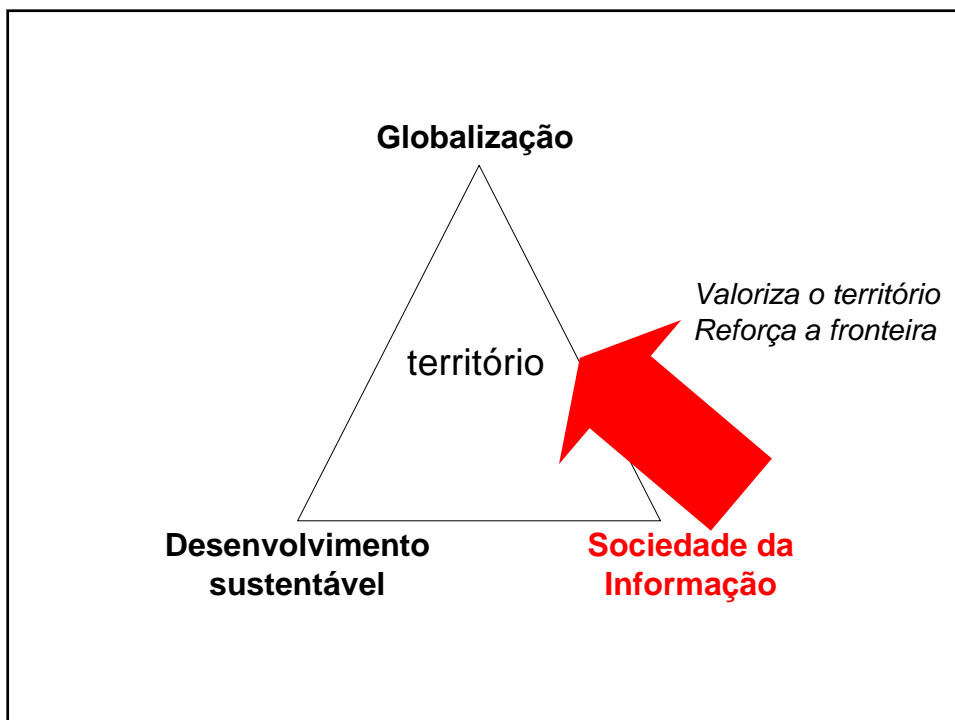 Globalização
Valoriza o território
Reforça a fronteira
território
Desenvolvimento
sustentável
Sociedade da
Informação